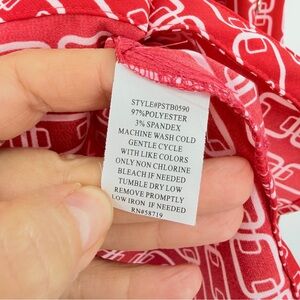 STYLE#PSTB0590
97%POLYESTER
3% SPANDEX
MACHINE WASH COLD
GENTLE CYCLE
WITH LIKE COLORS
ONLY NON CHLORINE
BLEACH IF NEEDED
TUMBLE DRY LOW
REMOVE PROMPTLY
LOW IRON IF NEEDED
RN#58719